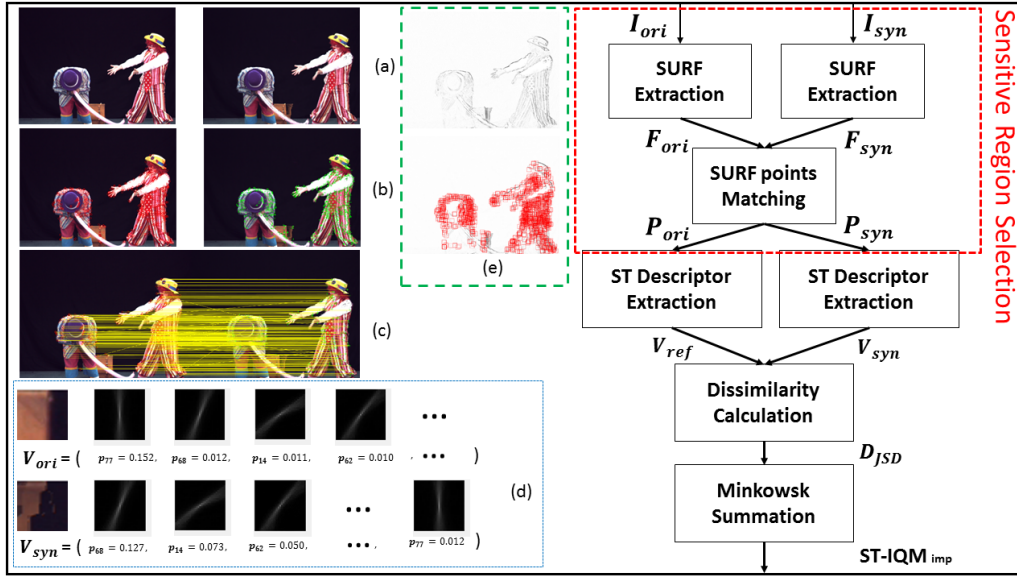 (a)
(b)
(c)
(e)
V_ori = ( p_77 = 0.152, p_68 = 0.012, p_14 = 0.011, p_62 = 0.010 , ••• )
•••
V_syn = ( p_68 = 0.127, p_14 = 0.073, p_62 = 0.050, •••, p_77 = 0.012 )
•••
(d)
I_ori I_syn
SURF
Extraction
SURF
Extraction
F_ori F_syn
SURF points
Matching
P_ori P_syn
ST Descriptor
Extraction
ST Descriptor
Extraction
V_ref V_syn
Dissimilarity
Calculation
D_JSD
Minkowsk
Summation
ST-IQM imp
Sensitive Region Selection